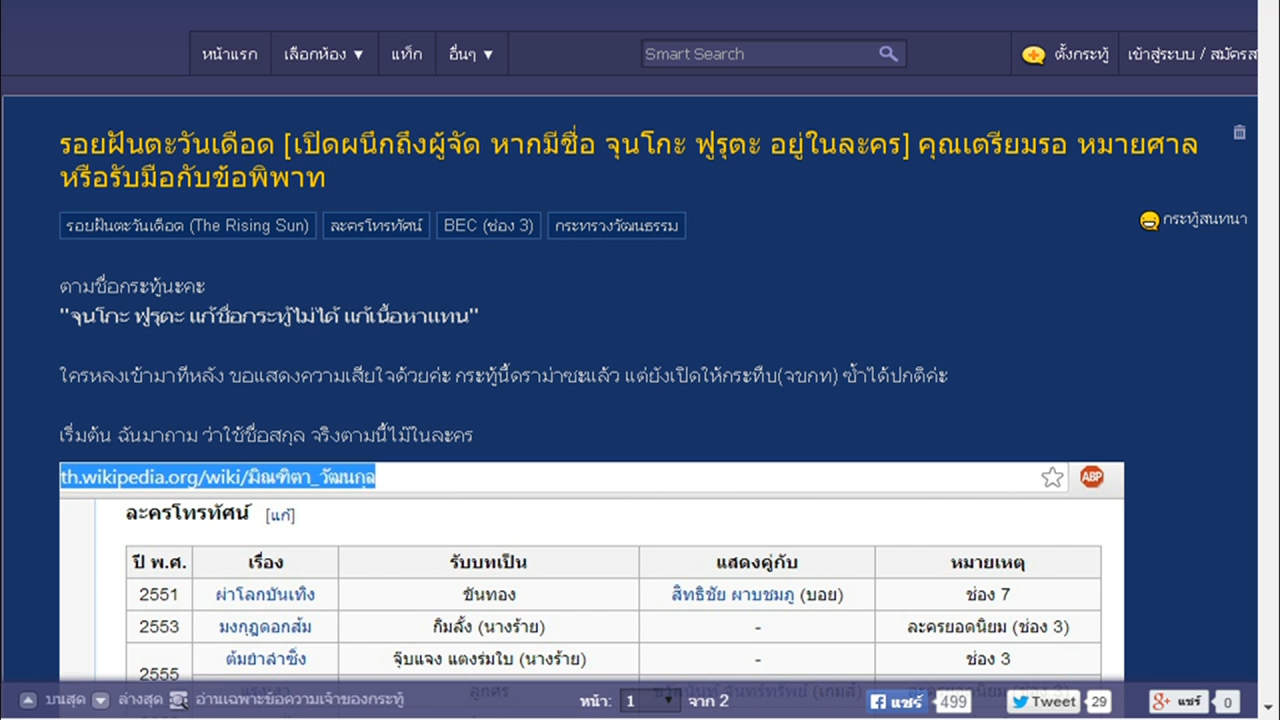 หน้าแรก เลือกห้อง ▼ แท็ก อื่นๆ ▼ Smart Search ตั้งกระทู้ เข้าสู่ระบบ / สมัครส
รอยฝันตะวันเดือด [เปิดผนึกถึงผู้จัด หากมีชื่อ จุนโกะ ฟูรุตะ อยู่ในละคร] คุณเตรียมรอ หมายศาล
หรือรับมือกับข้อพิพาท
รอยฝันตะวันเดือด (The Rising Sun) ละครโทรทัศน์ BEC (ช่อง 3) กระทรวงวัฒนธรรม กระทู้สนทนา
ตามชื่อกระทู้นะคะ
"จุนโกะ ฟูรุตะ แก้ชื่อกระทู้ไม่ได้ แก้เนื้อหาแทน"
ใครหลงเข้ามาทีหลัง ขอแสดงความเสียใจด้วยค่ะ กระทู้นี้ดราม่าซะแล้ว แต่ยังเปิดให้กระทืบ(จขกท) ซ้ำได้ปกติค่ะ
เริ่มต้น ฉันมาถาม ว่าใช้ชื่อสกุล จริงตามนี้ไม๊ในละคร
th.wikipedia.org/wiki/มิณฑิตา_วัฒนกุล ABP
ละครโทรทัศน์ [แก้]
ปี พ.ศ. เรื่อง รับบทเป็น แสดงคู่กับ หมายเหตุ
2551 ผ่าโลกบันเทิง ขันทอง สิทธิชัย ผาบชมภู (บอย) ช่อง 7
2553 มงกุฎดอกส้ม กิมลั้ง (นางร้าย) - ละครยอดนิยม (ช่อง 3)
2555 ต้มยำลำซิ่ง จุ๊บแจง แตงร่มใบ (นางร้าย) - ช่อง 3
บนสุด ล่างสุด อ่านเฉพาะข้อความเจ้าของกระทู้ หน้า: 1 จาก 2 แชร์ 499 Tweet 29 แชร์ 0